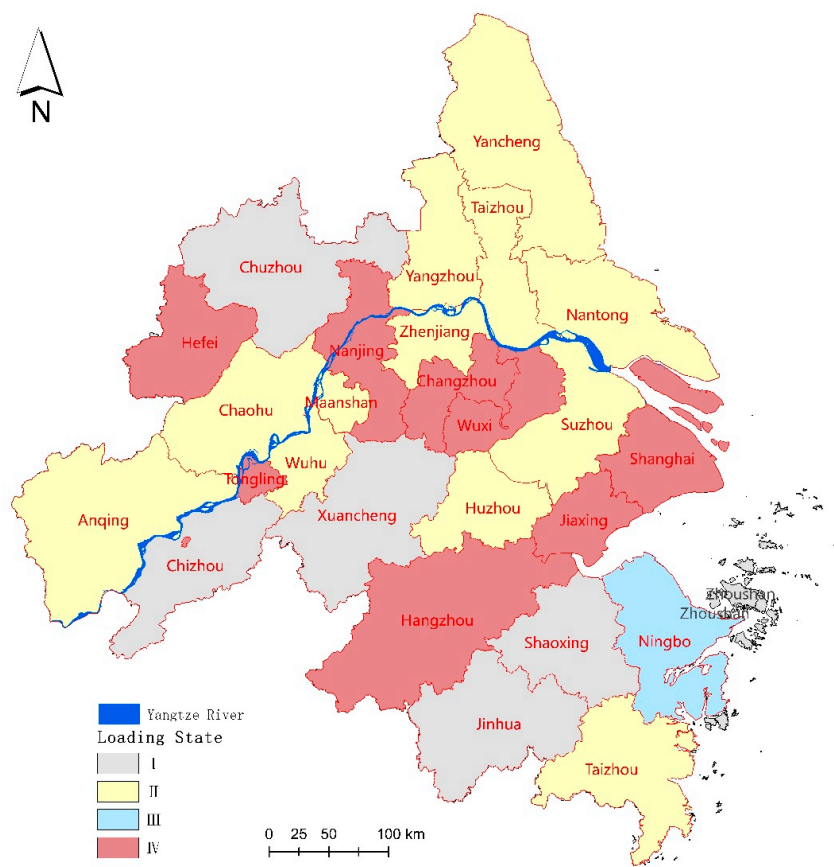 N
Yancheng
Taizhou
Chuzhou
Yangzhou
Nantong
Zhenjiang
Hefei
Nanjing
Changzhou
Maanshan
Chaohu
Wuxi
Suzhou
Shanghai
Wuhu
Tongling
Huzhou
Xuancheng
Anqing
Jiaxing
Chizhou
Zhoushan
Zhoushan
Hangzhou
Shaoxing
Ningbo
Jinhua
Taizhou
Yangtze River
Loading State
I
II
III
IV
0 25 50 100 km